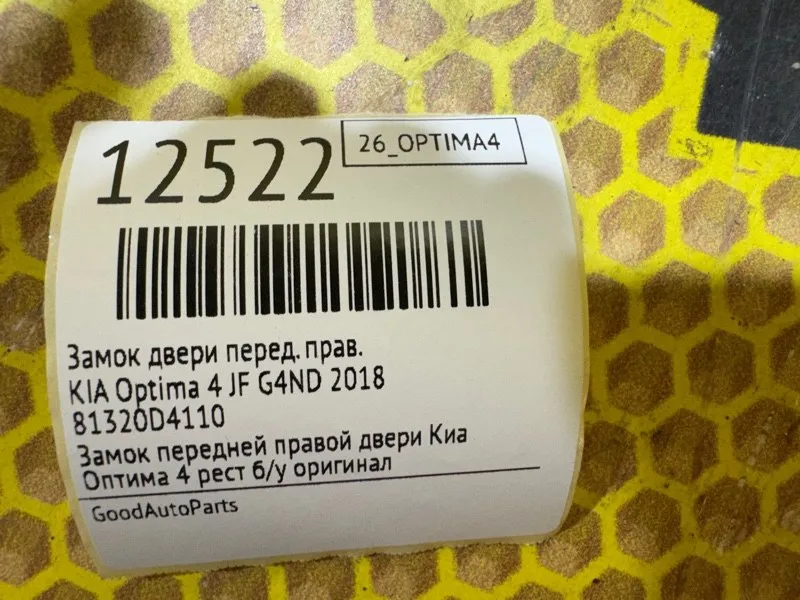 12522
26_OPTIMA4
Замок двери перед. прав.
KIA Optima 4 JF G4ND 2018
81320D4110
Замок передней правой двери Киа
Оптима 4 рест б/у оригинал
GoodAutoParts